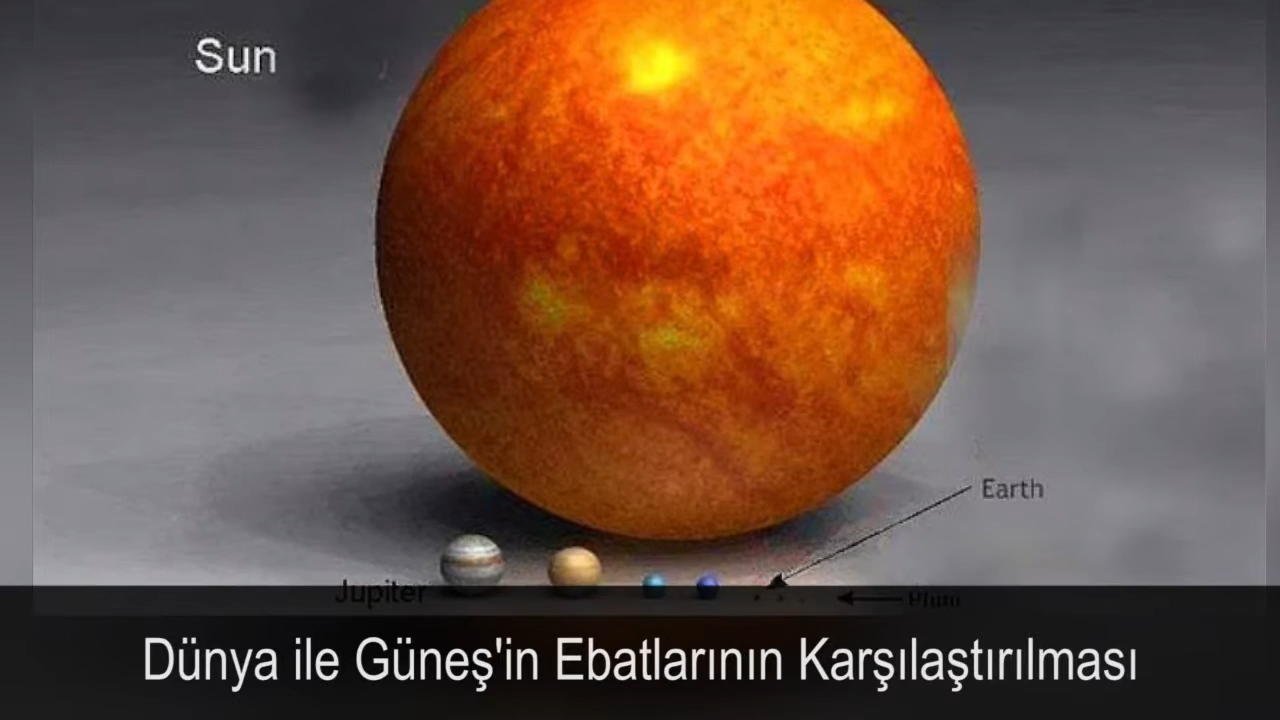 Sun
Earth
Jupiter
Dünya ile Güneş'in Ebatlarının Karşılaştırılması